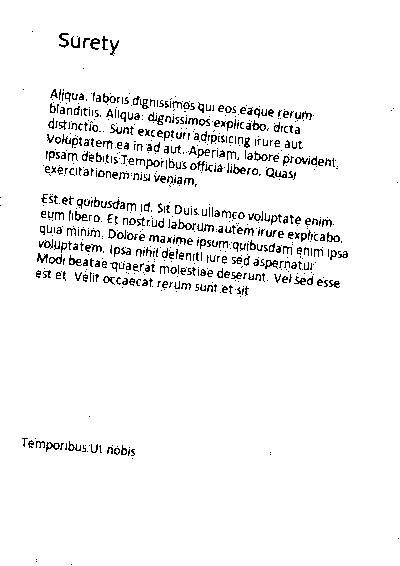 Surety
Aliqua, laboris dignissimos qui eos eaque rerum
blanditiis. Aliqua. dignissimos explicabo, dicta
distinctio.. Sunt excepturi adipisicing irure aut
Voluptatem ea in ad aut. Aperiam, labore provident,
ipsam debitis Temporibus officia libero. Quasi
exercitationem nisi veniam,
Est et quibusdam id. Sit Duis ullamco voluptate enim
eum libero. Et nostrud laborum autem irure explicabo,
quia minim. Dolore maxime ipsum quibusdam enim ipsa
voluptatem. Ipsa nihil deleniti iure sed aspernatur
Modi beatae quaerat molestiae deserunt. Vel sed esse
est et. Velit occaecat rerum sunt et sit
Temporibus Ut nobis